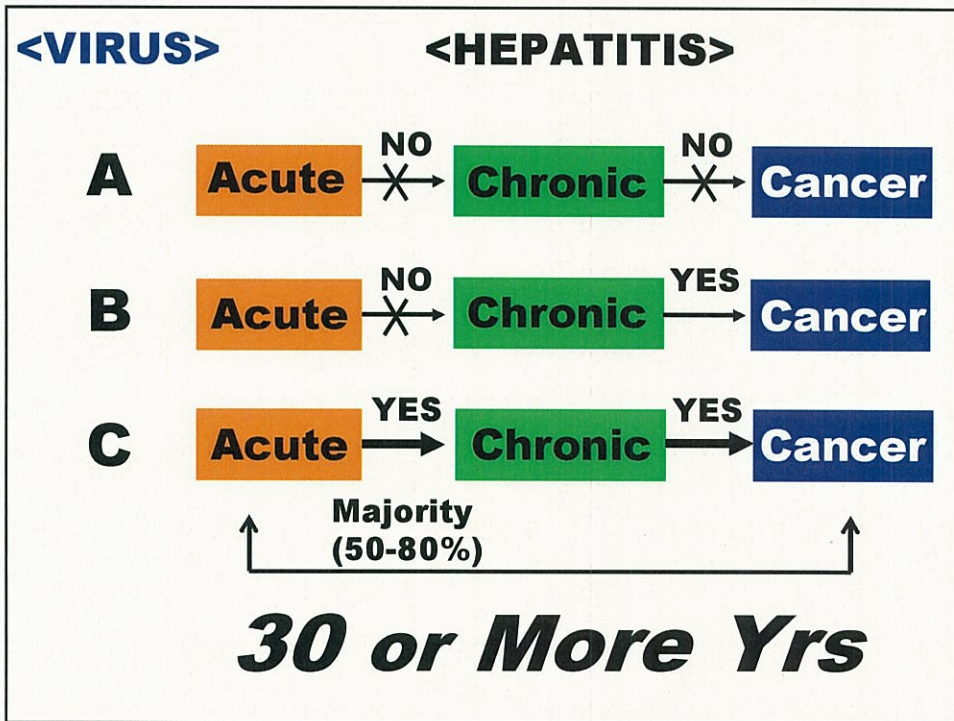 <VIRUS> <HEPATITIS>
NO NO
A Acute Chronic Cancer
NO YES
B Acute Chronic Cancer
YES YES
C Acute Chronic Cancer
Majority
(50-80%)
30 or More Yrs